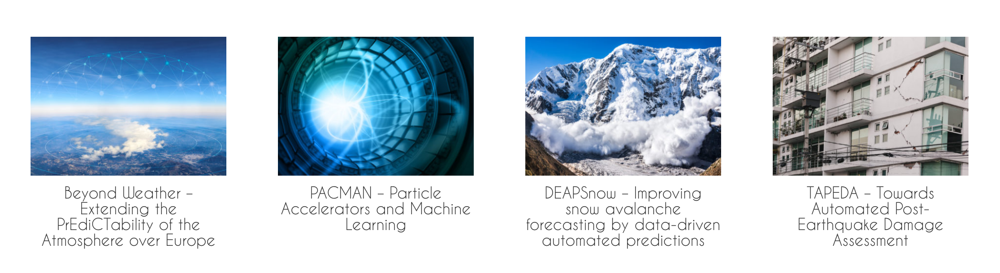 Beyond Weather –
Extending the
PrEdiCTability of the
Atmosphere over Europe
PACMAN – Particle
Accelerators and Machine
Learning
DEAPSnow – Improving
snow avalanche
forecasting by data-driven
automated predictions
TAPEDA – Towards
Automated Post-
Earthquake Damage
Assessment